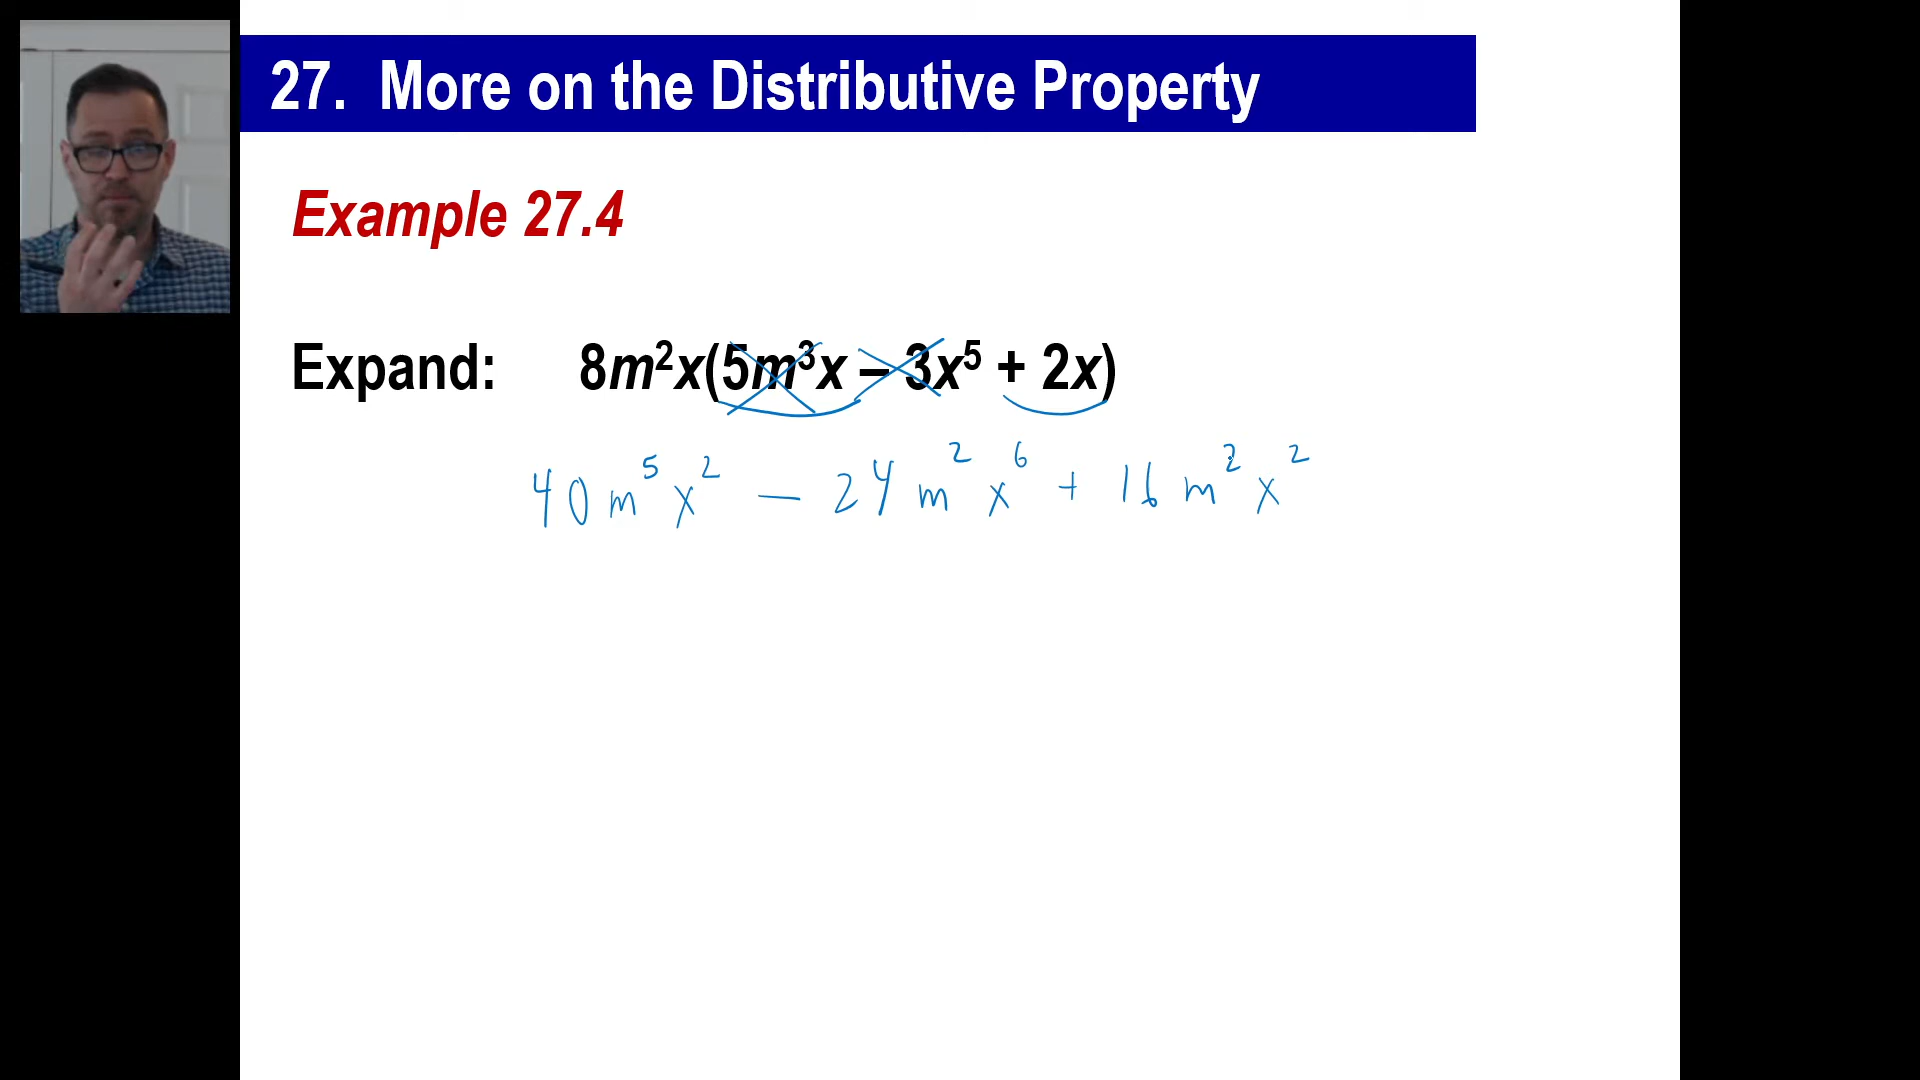 27. More on the Distributive Property
Example 27.4
Expand: 8m²x(5m³x – 3x⁵ + 2x)
40m⁵x² – 24m²x⁶ + 16m²x²